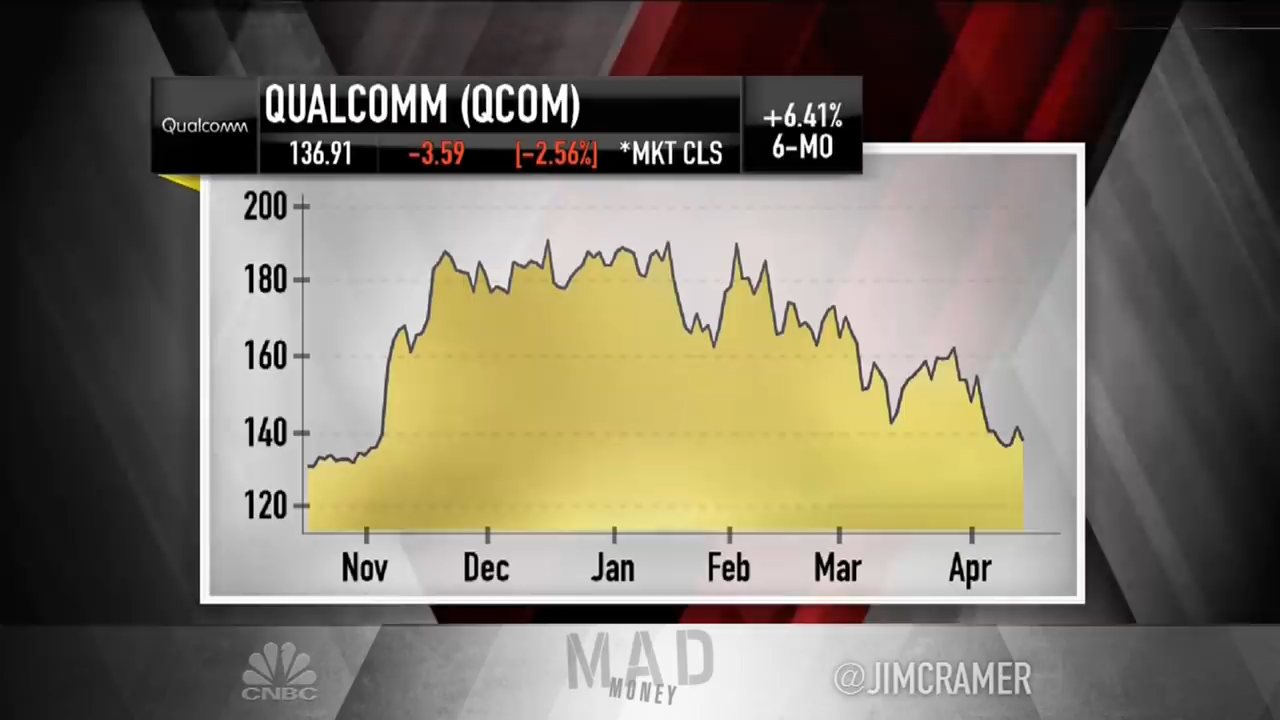 Qualcomm
QUALCOMM (QCOM)
136.91 -3.59 [-2.56%] *MKT CLS
+6.41%
6-MO
200
180
160
140
120
Nov Dec Jan Feb Mar Apr
CNBC
MAD
MONEY
@JIMCRAMER